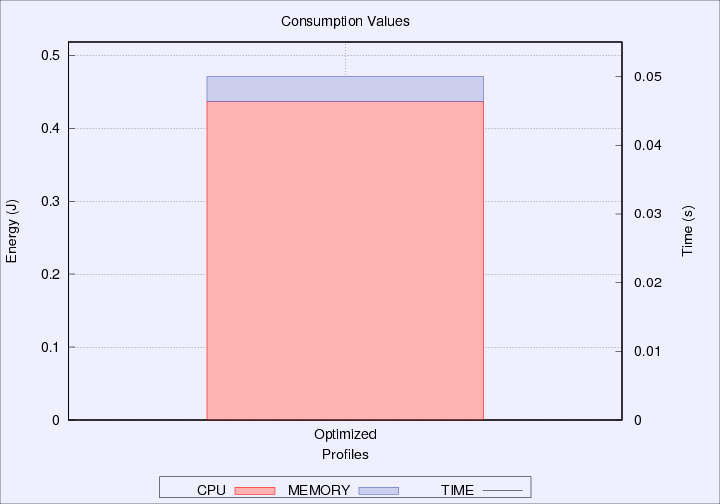 Consumption Values
0.5
0.4
0.3
0.2
0.1
0
Energy (J)
0.05
0.04
0.03
0.02
0.01
0
Time (s)
Optimized
Profiles
CPU MEMORY TIME